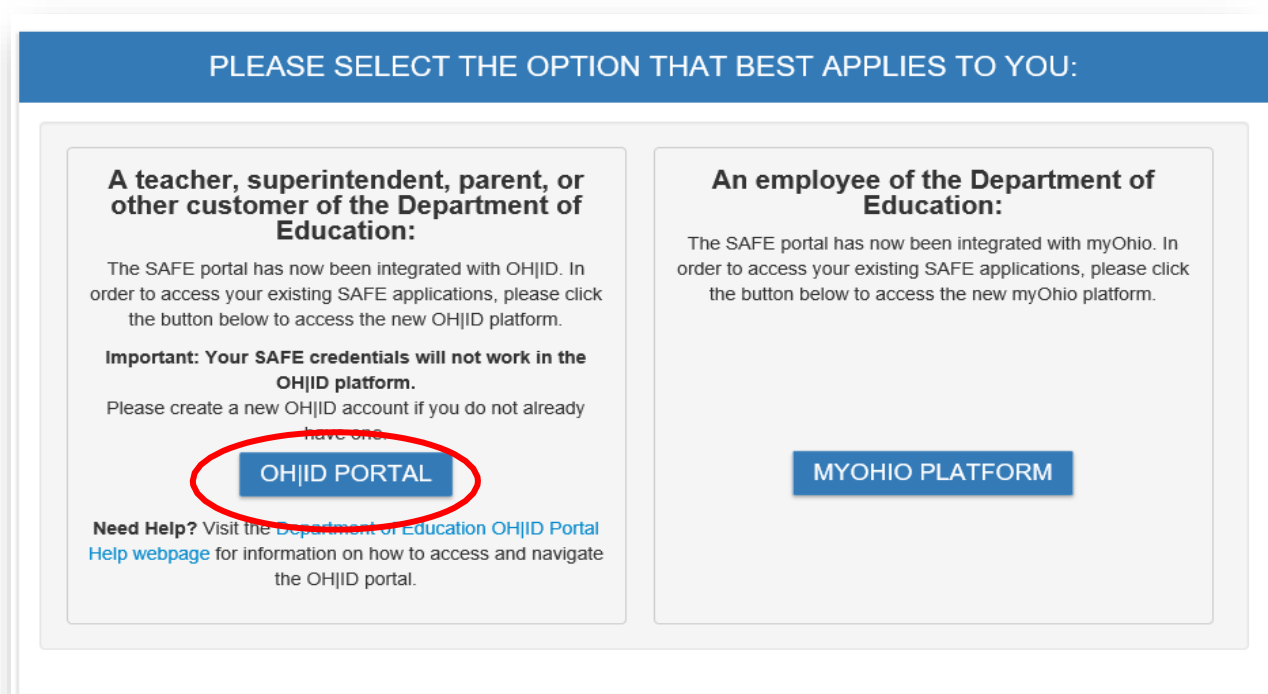 PLEASE SELECT THE OPTION THAT BEST APPLIES TO YOU:
A teacher, superintendent, parent, or
other customer of the Department of
Education:
The SAFE portal has now been integrated with OH|ID. In
order to access your existing SAFE applications, please click
the button below to access the new OH|ID platform.
Important: Your SAFE credentials will not work in the
OH|ID platform.
Please create a new OH|ID account if you do not already
have one.
OH|ID PORTAL
Need Help? Visit the Department of Education OH|ID Portal
Help webpage for information on how to access and navigate
the OH|ID portal.
An employee of the Department of
Education:
The SAFE portal has now been integrated with myOhio. In
order to access your existing SAFE applications, please click
the button below to access the new myOhio platform.
MYOHIO PLATFORM